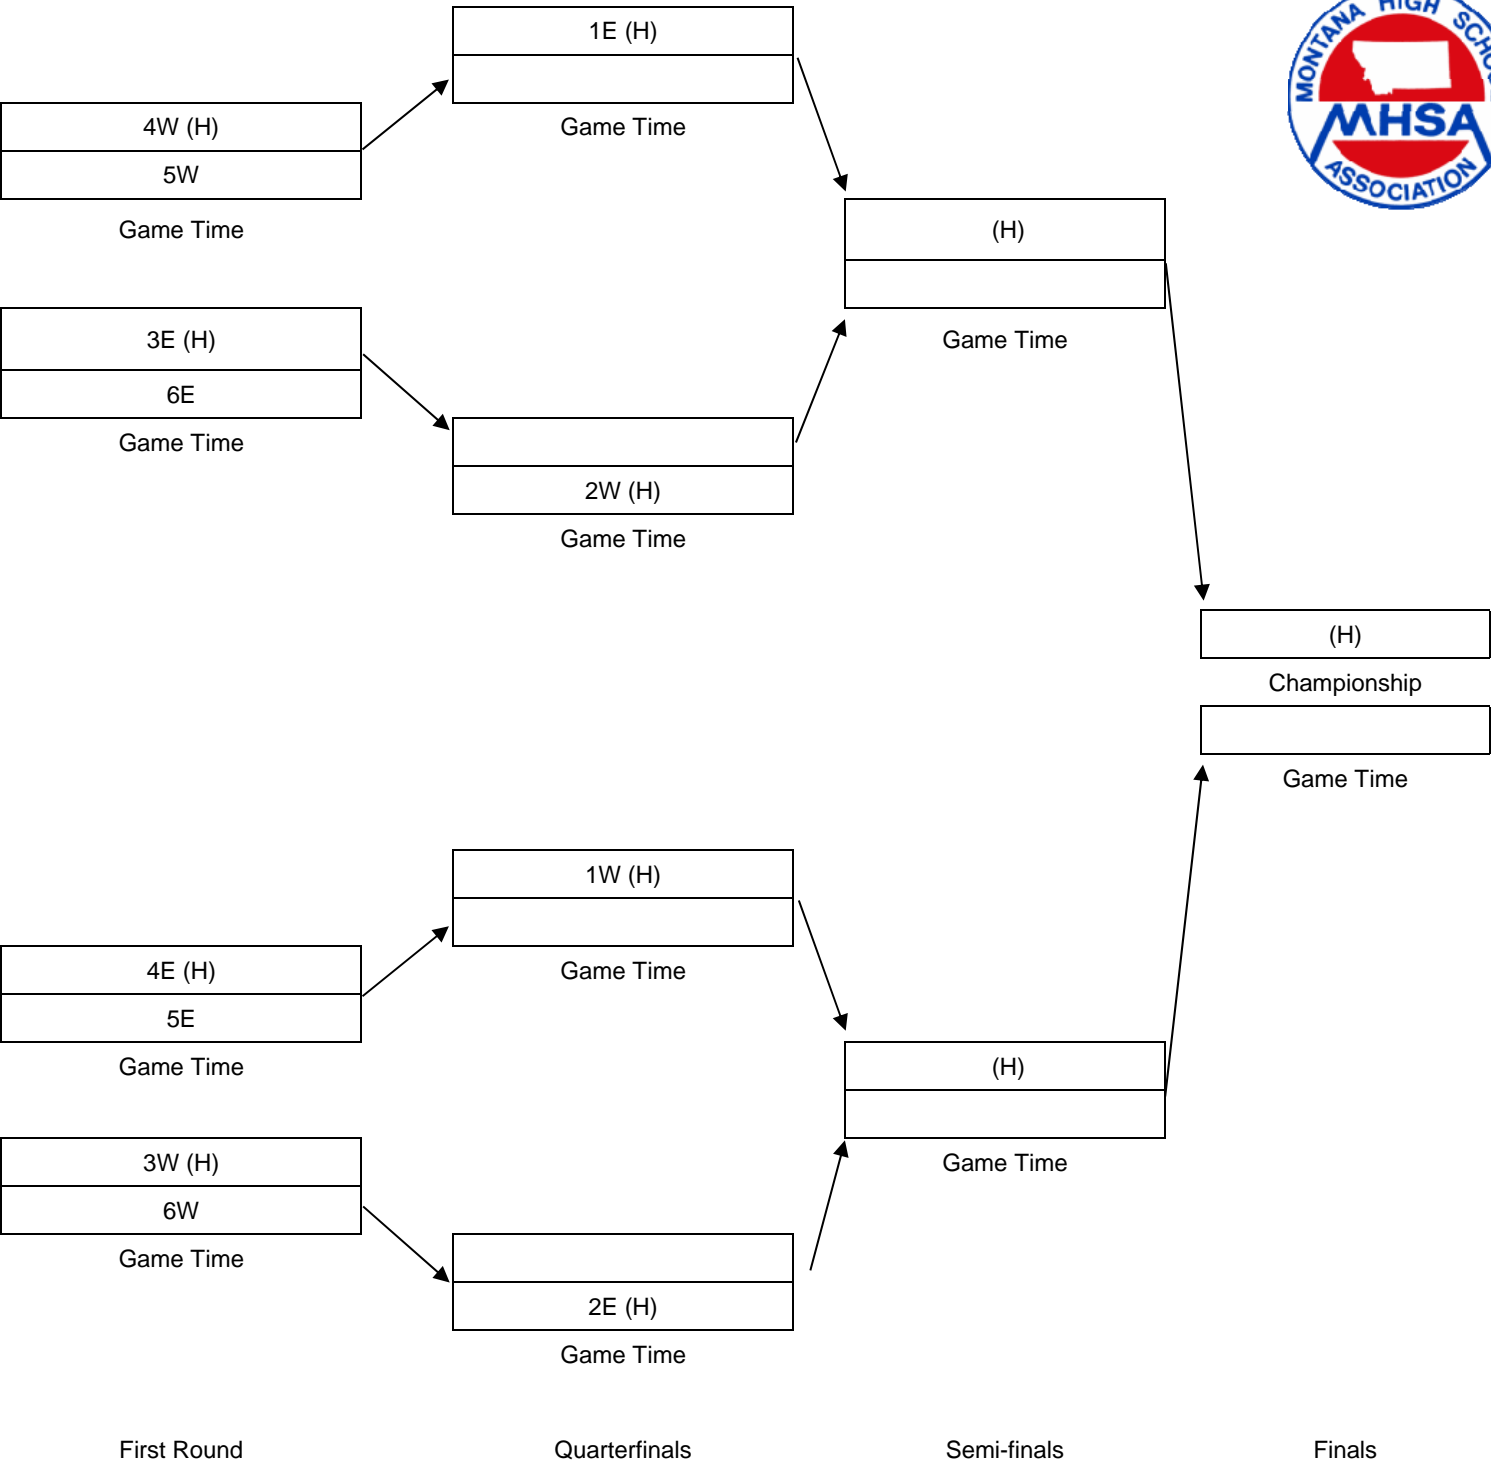 1E (H)
Game Time
4W (H)
5W
Game Time
3E (H)
6E
Game Time
2W (H)
Game Time
(H)
Game Time
(H)
Championship
Game Time
1W (H)
Game Time
4E (H)
5E
Game Time
3W (H)
6W
Game Time
2E (H)
Game Time
(H)
Game Time
First Round
Quarterfinals
Semi-finals
Finals
MONTANA HIGH
MHSA
ASSOCIATION